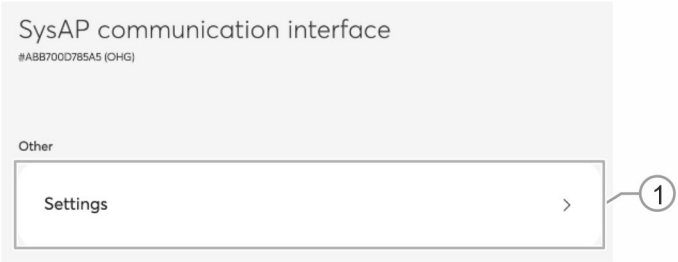 SysAP communication interface
#ABB700D785A5 (OHG)
Other
Settings
1